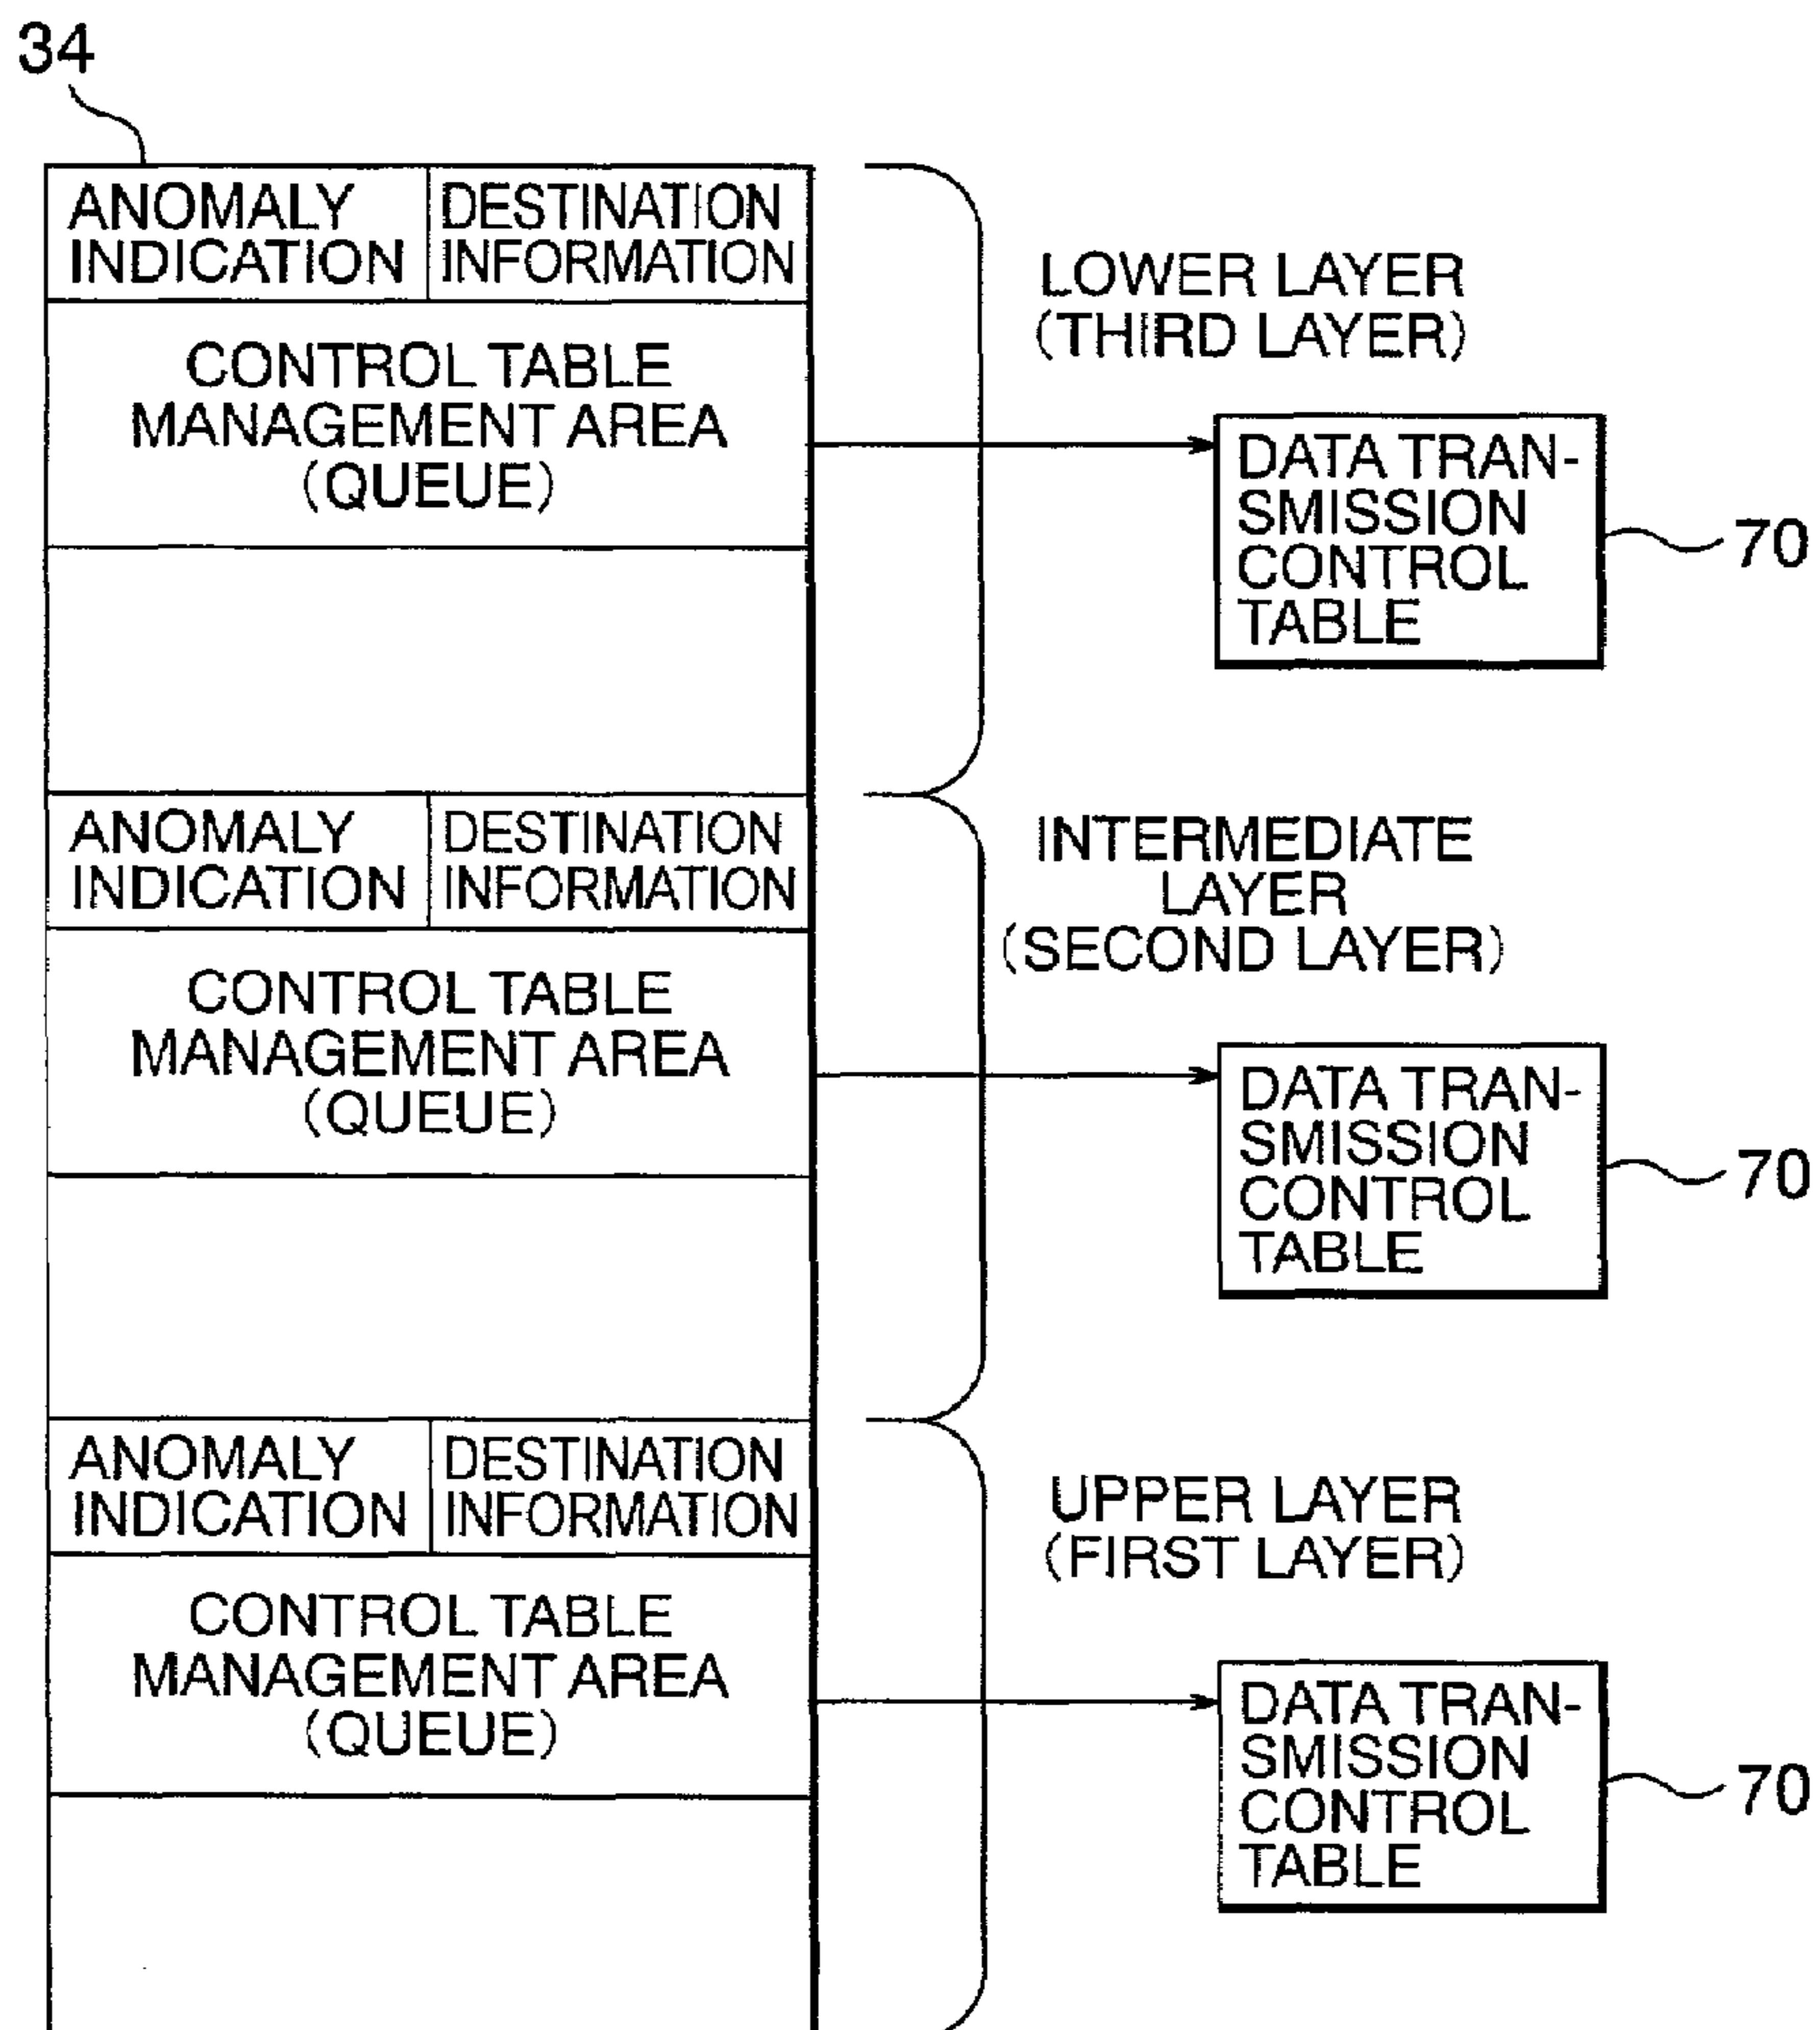 34
ANOMALY
INDICATION
DESTINATION
INFORMATION
CONTROL TABLE
MANAGEMENT AREA
(QUEUE)
LOWER LAYER
(THIRD LAYER)
DATA TRAN-
SMISSION
CONTROL
TABLE
70
ANOMALY
INDICATION
DESTINATION
INFORMATION
CONTROL TABLE
MANAGEMENT AREA
(QUEUE)
INTERMEDIATE
LAYER
(SECOND LAYER)
DATA TRAN-
SMISSION
CONTROL
TABLE
70
ANOMALY
INDICATION
DESTINATION
INFORMATION
CONTROL TABLE
MANAGEMENT AREA
(QUEUE)
UPPER LAYER
(FIRST LAYER)
DATA TRAN-
SMISSION
CONTROL
TABLE
70